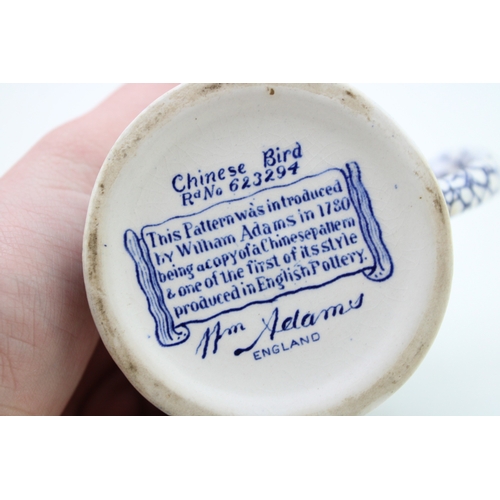 Chinese Bird
Rd No 623294
This Pattern was introduced
by William Adams in 1780
being a copy of a Chinese pattern
& one of the first of its style
produced in English Pottery.
Wm Adams
ENGLAND